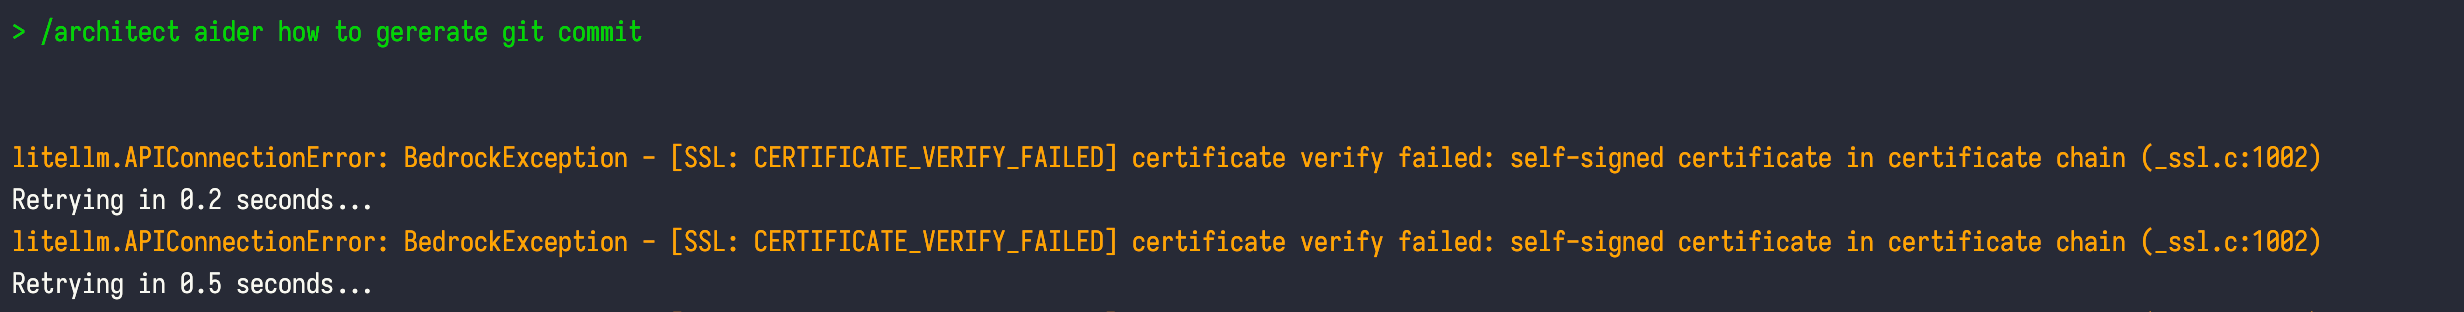 > /architect aider how to gererate git commit
litellm.APIConnectionError: BedrockException - [SSL: CERTIFICATE_VERIFY_FAILED] certificate verify failed: self-signed certificate in certificate chain (_ssl.c:1002)
Retrying in 0.2 seconds...
litellm.APIConnectionError: BedrockException - [SSL: CERTIFICATE_VERIFY_FAILED] certificate verify failed: self-signed certificate in certificate chain (_ssl.c:1002)
Retrying in 0.5 seconds...